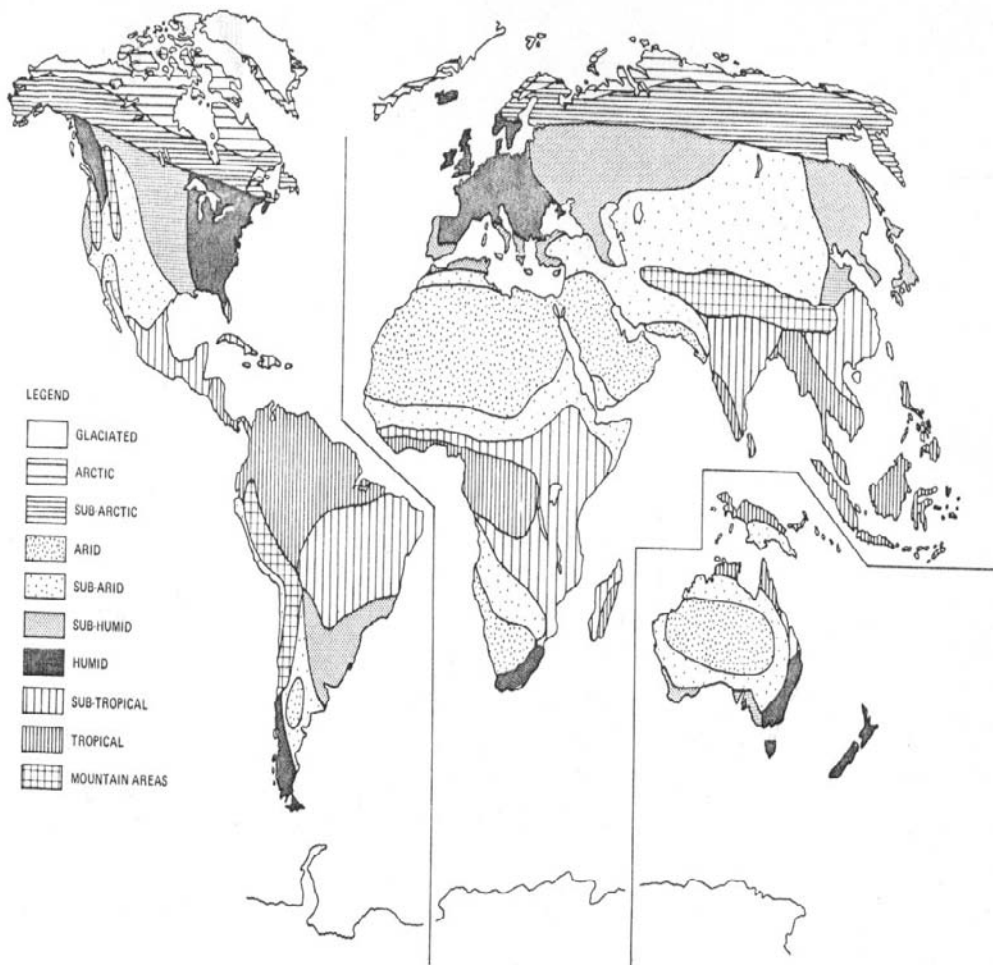 LEGEND
GLACIATED
ARCTIC
SUB-ARCTIC
ARID
SUB-ARID
SUB-HUMID
HUMID
SUB-TROPICAL
TROPICAL
MOUNTAIN AREAS